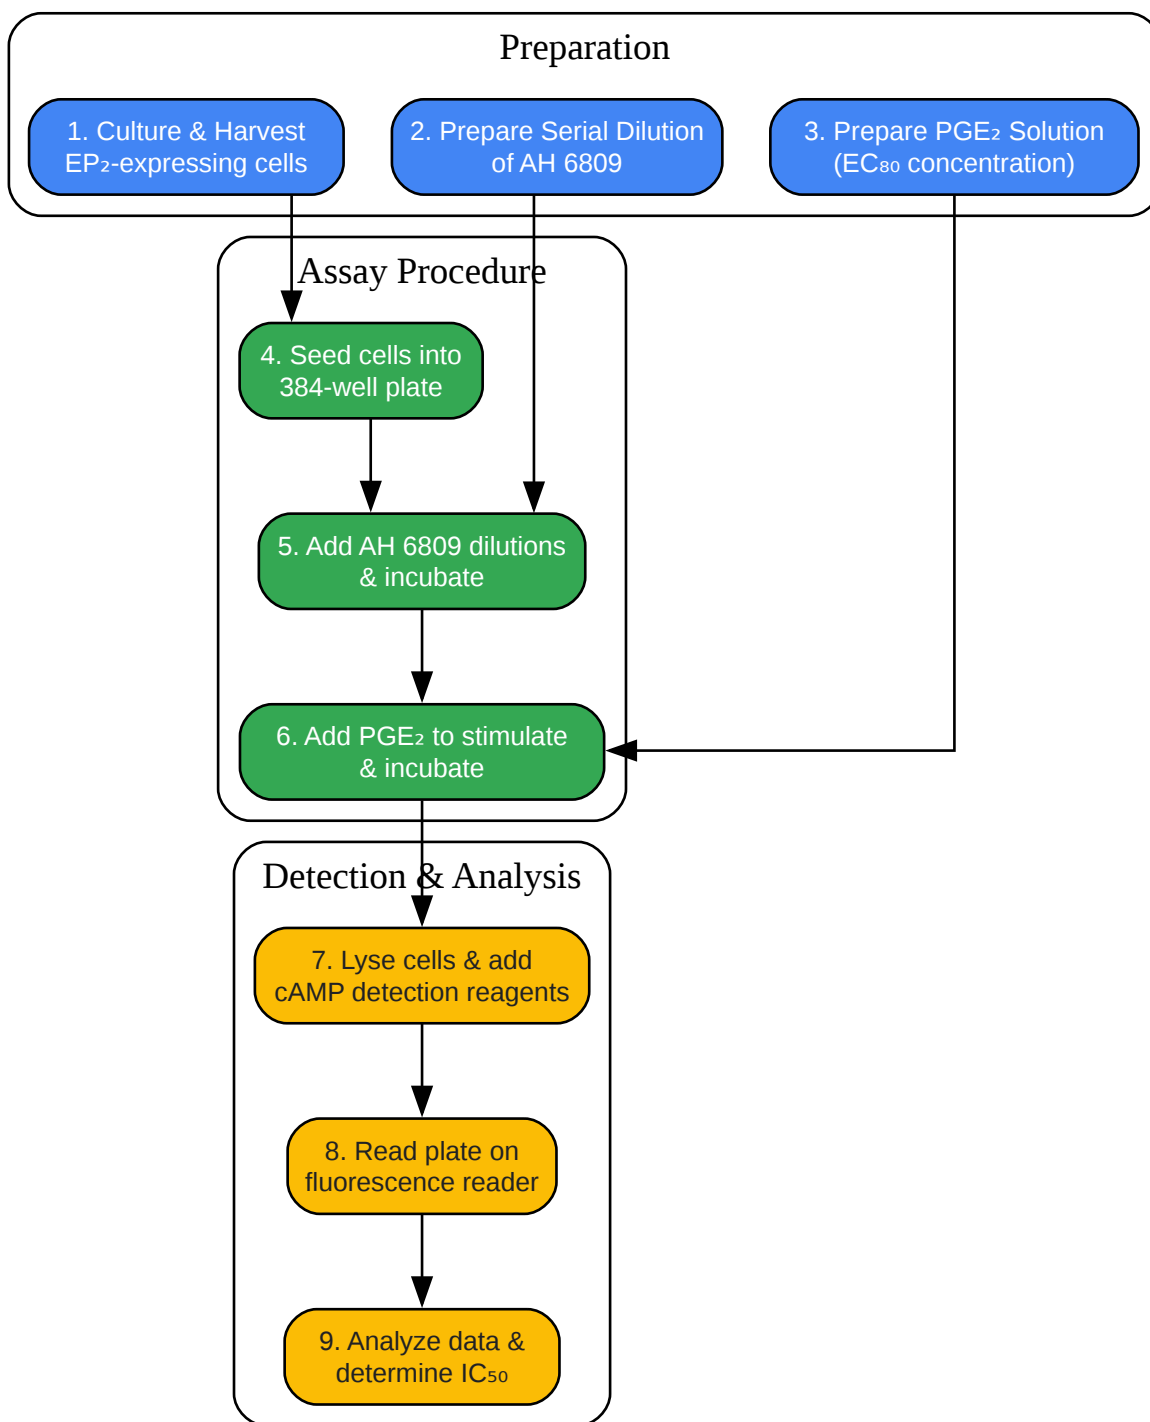 Preparation
1. Culture & Harvest
EP₂-expressing cells
2. Prepare Serial Dilution
of AH 6809
3. Prepare PGE₂ Solution
(EC₈₀ concentration)
Assay Procedure
4. Seed cells into
384-well plate
5. Add AH 6809 dilutions
& incubate
6. Add PGE₂ to stimulate
& incubate
Detection & Analysis
7. Lyse cells & add
cAMP detection reagents
8. Read plate on
fluorescence reader
9. Analyze data &
determine IC₅₀